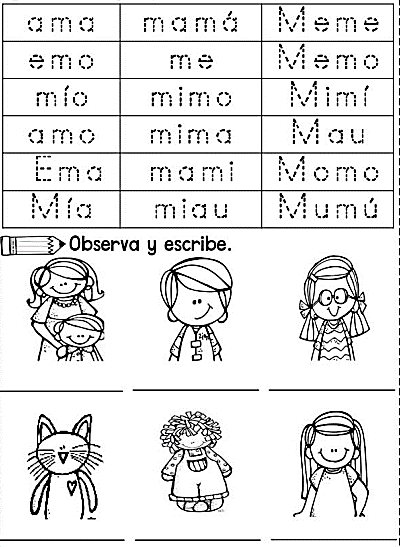 ama mamá Meme
emo me Memo
mío mimo Mimí
amo mima Mau
Ema mami Momo
Mía miau Mumú
Observa y escribe.